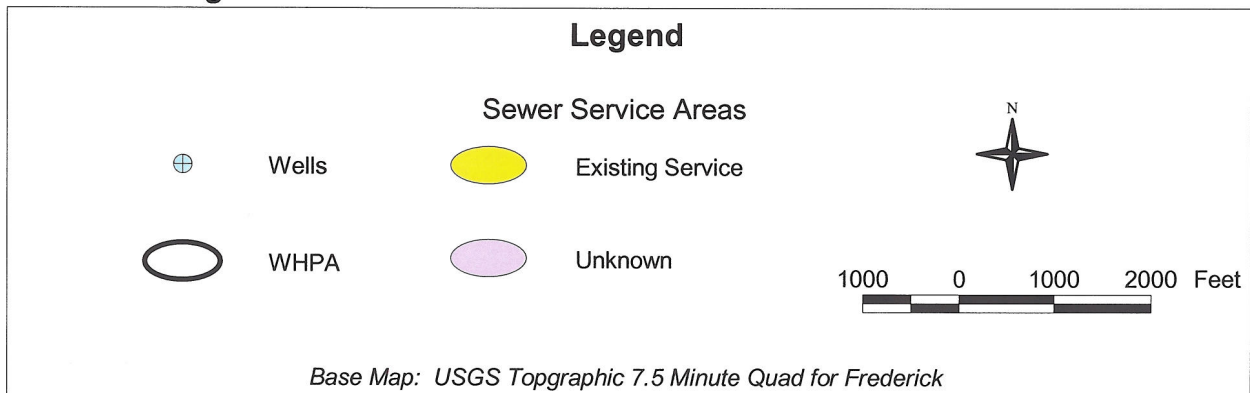 Legend
Sewer Service Areas
N
Wells
Existing Service
WHPA
Unknown
1000 0 1000 2000 Feet
Base Map: USGS Topgraphic 7.5 Minute Quad for Frederick